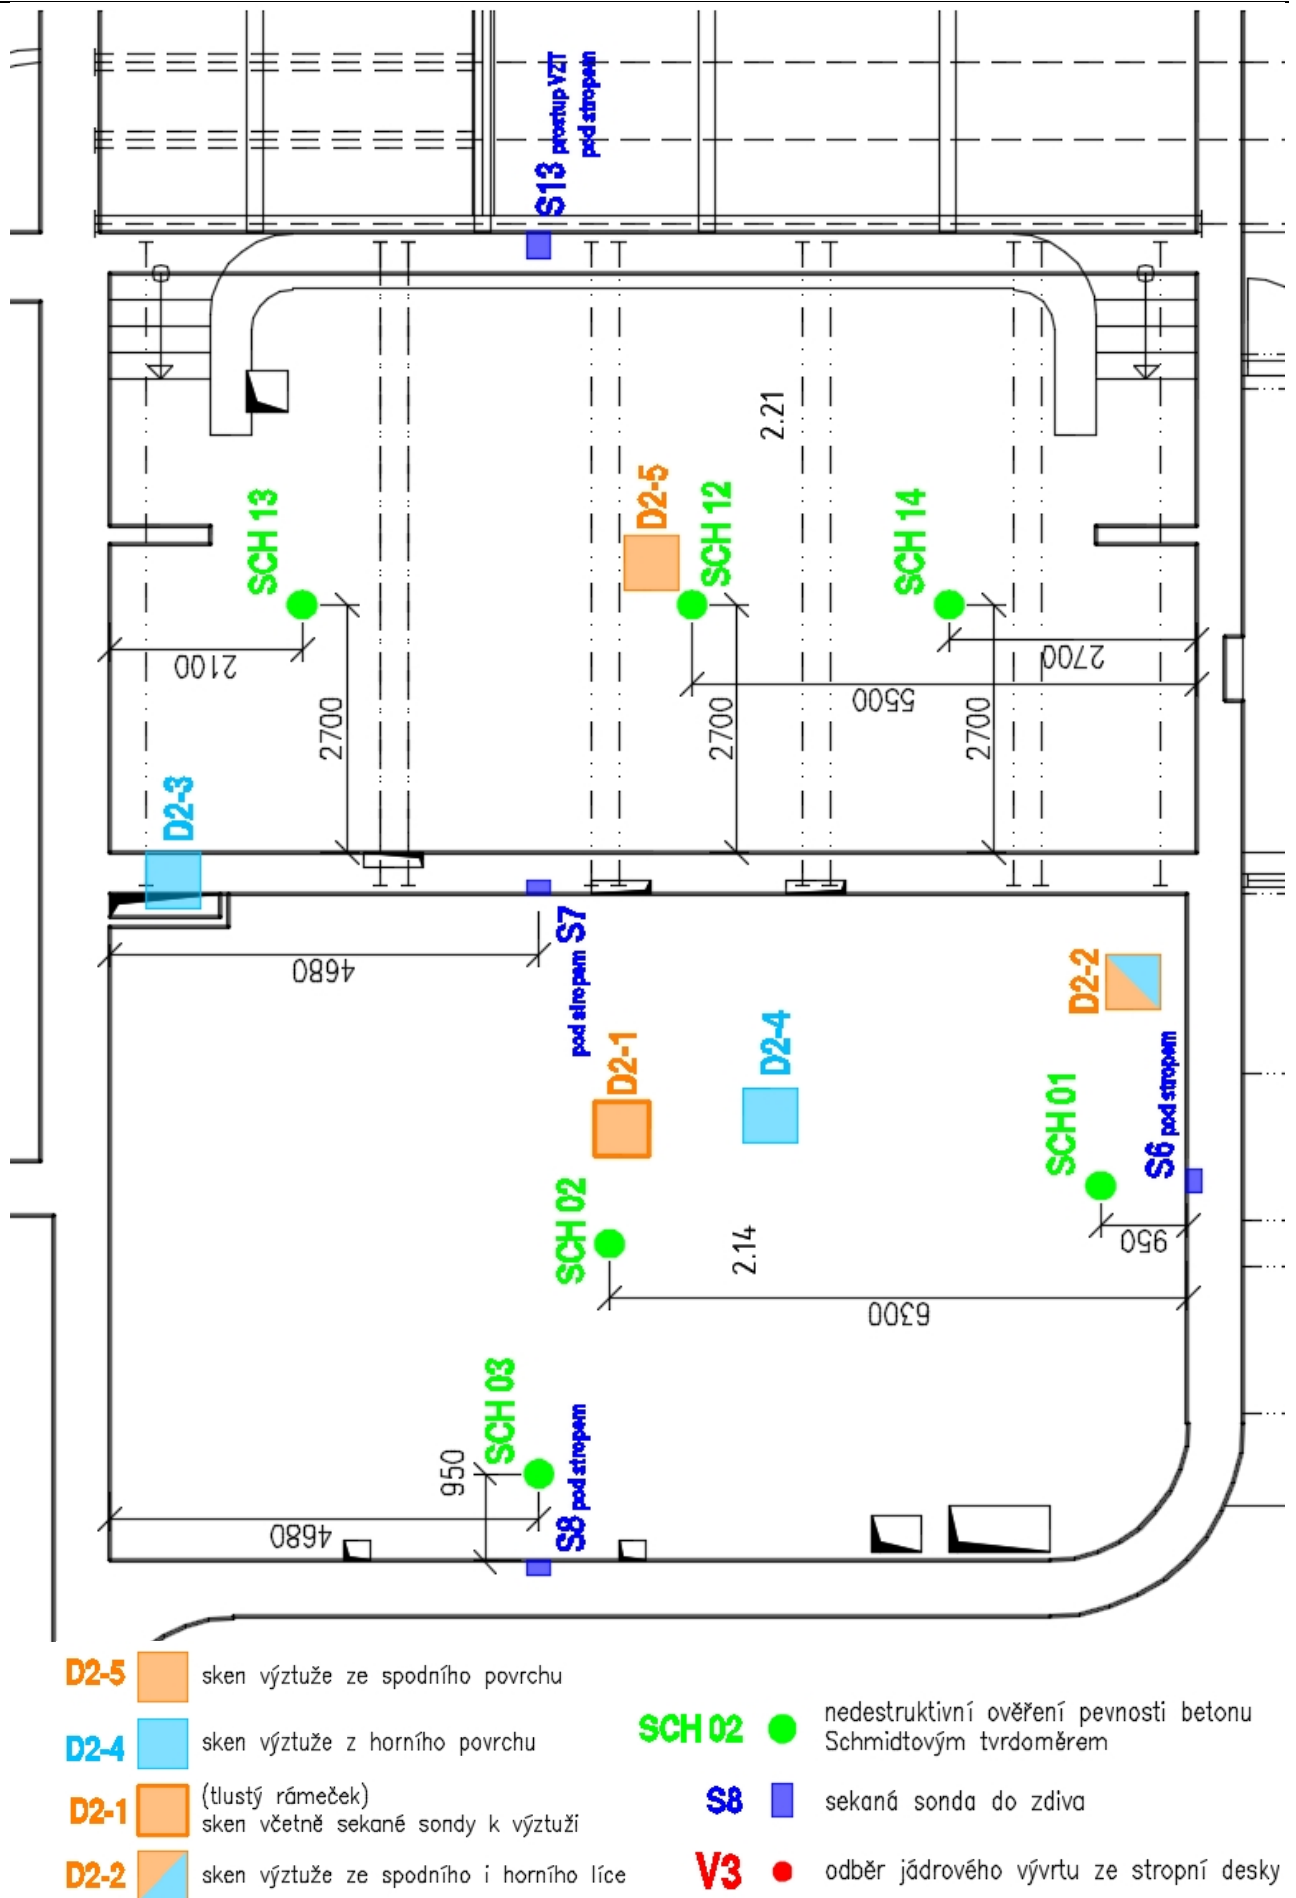 S13 prostup VZT
pod stropem
2.21
D2-5
SCH 13
SCH 12
SCH 14
2100
2700
5500
2700
2700
2700
D2-3
4680
pod stropem S7
D2-2
D2-1
D2-4
SCH 01
S6 pod stropem
SCH 02
2.14
950
6300
SCH 03
S8 pod stropem
950
4680
D2-5 sken výztuže ze spodního povrchu
D2-4 sken výztuže z horního povrchu
D2-1 (tlustý rámeček)
sken včetně sekané sondy k výztuži
D2-2 sken výztuže ze spodního i horního líce
SCH 02 nedestruktivní ověření pevnosti betonu
Schmidtovým tvrdoměrem
S8 sekaná sonda do zdiva
V3 odběr jádrového vývrtu ze stropní desky